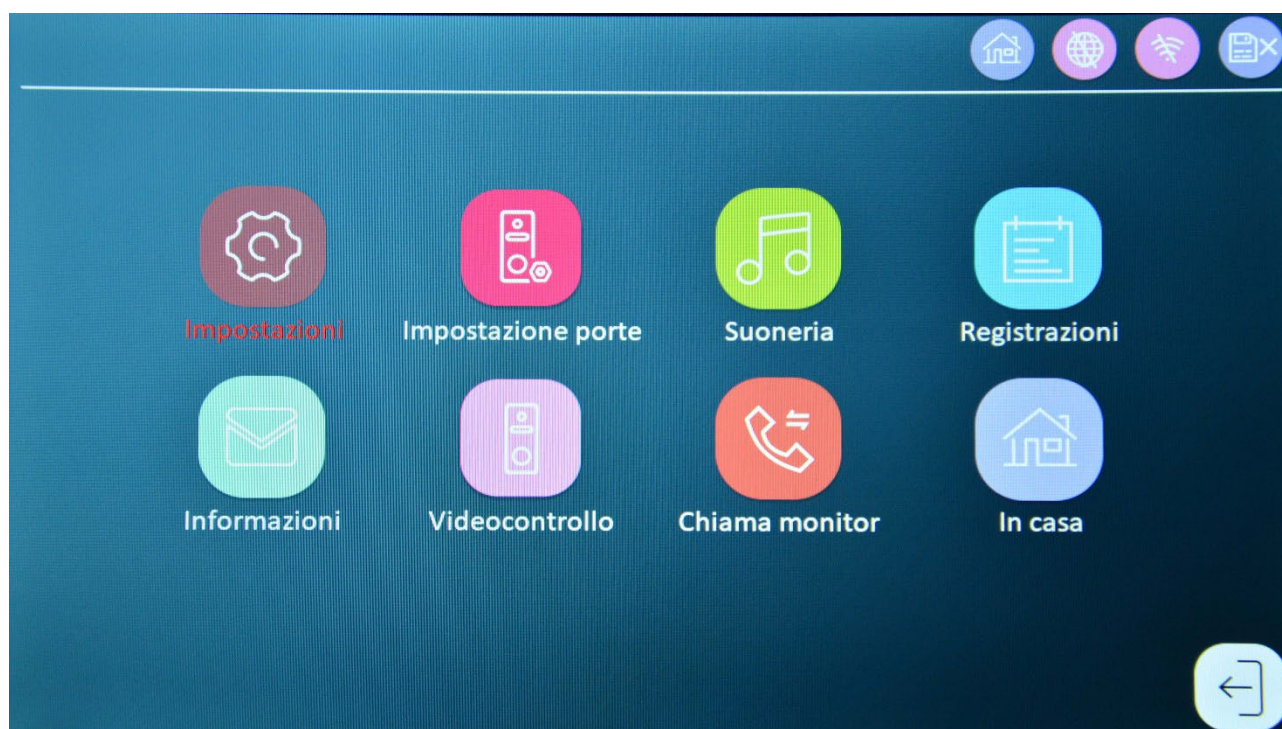 Impostazioni
Impostazione porte
Suoneria
Registrazioni
Informazioni
Videocontrollo
Chiama monitor
In casa